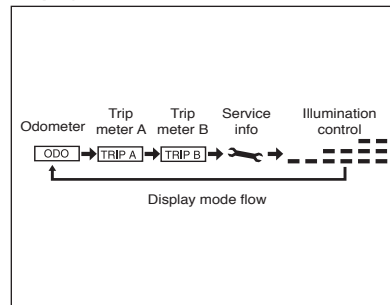 Odometer
Trip
meter A
Trip
meter B
Service
info
Illumination
control
ODO
TRIP A
TRIP B
Display mode flow